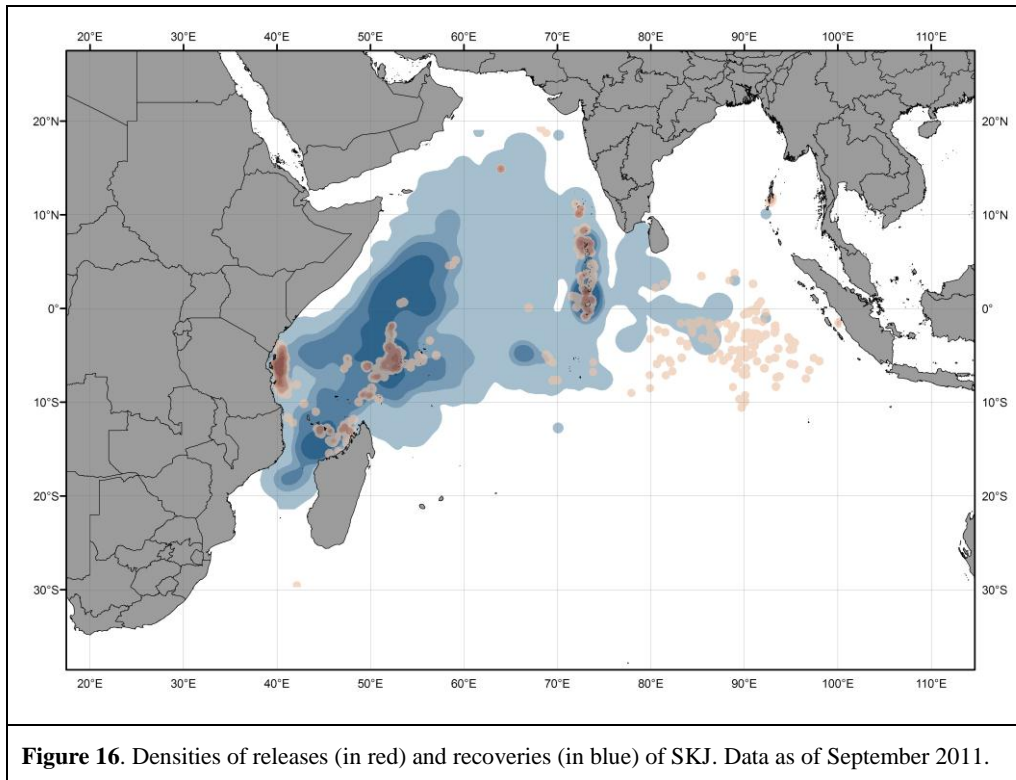 20°E 30°E 40°E 50°E 60°E 70°E 80°E 90°E 100°E 110°E
20°N 20°N
10°N 10°N
0° 0°
10°S 10°S
20°S 20°S
30°S 30°S
20°E 30°E 40°E 50°E 60°E 70°E 80°E 90°E 100°E 110°E
Figure 16. Densities of releases (in red) and recoveries (in blue) of SKJ. Data as of September 2011.